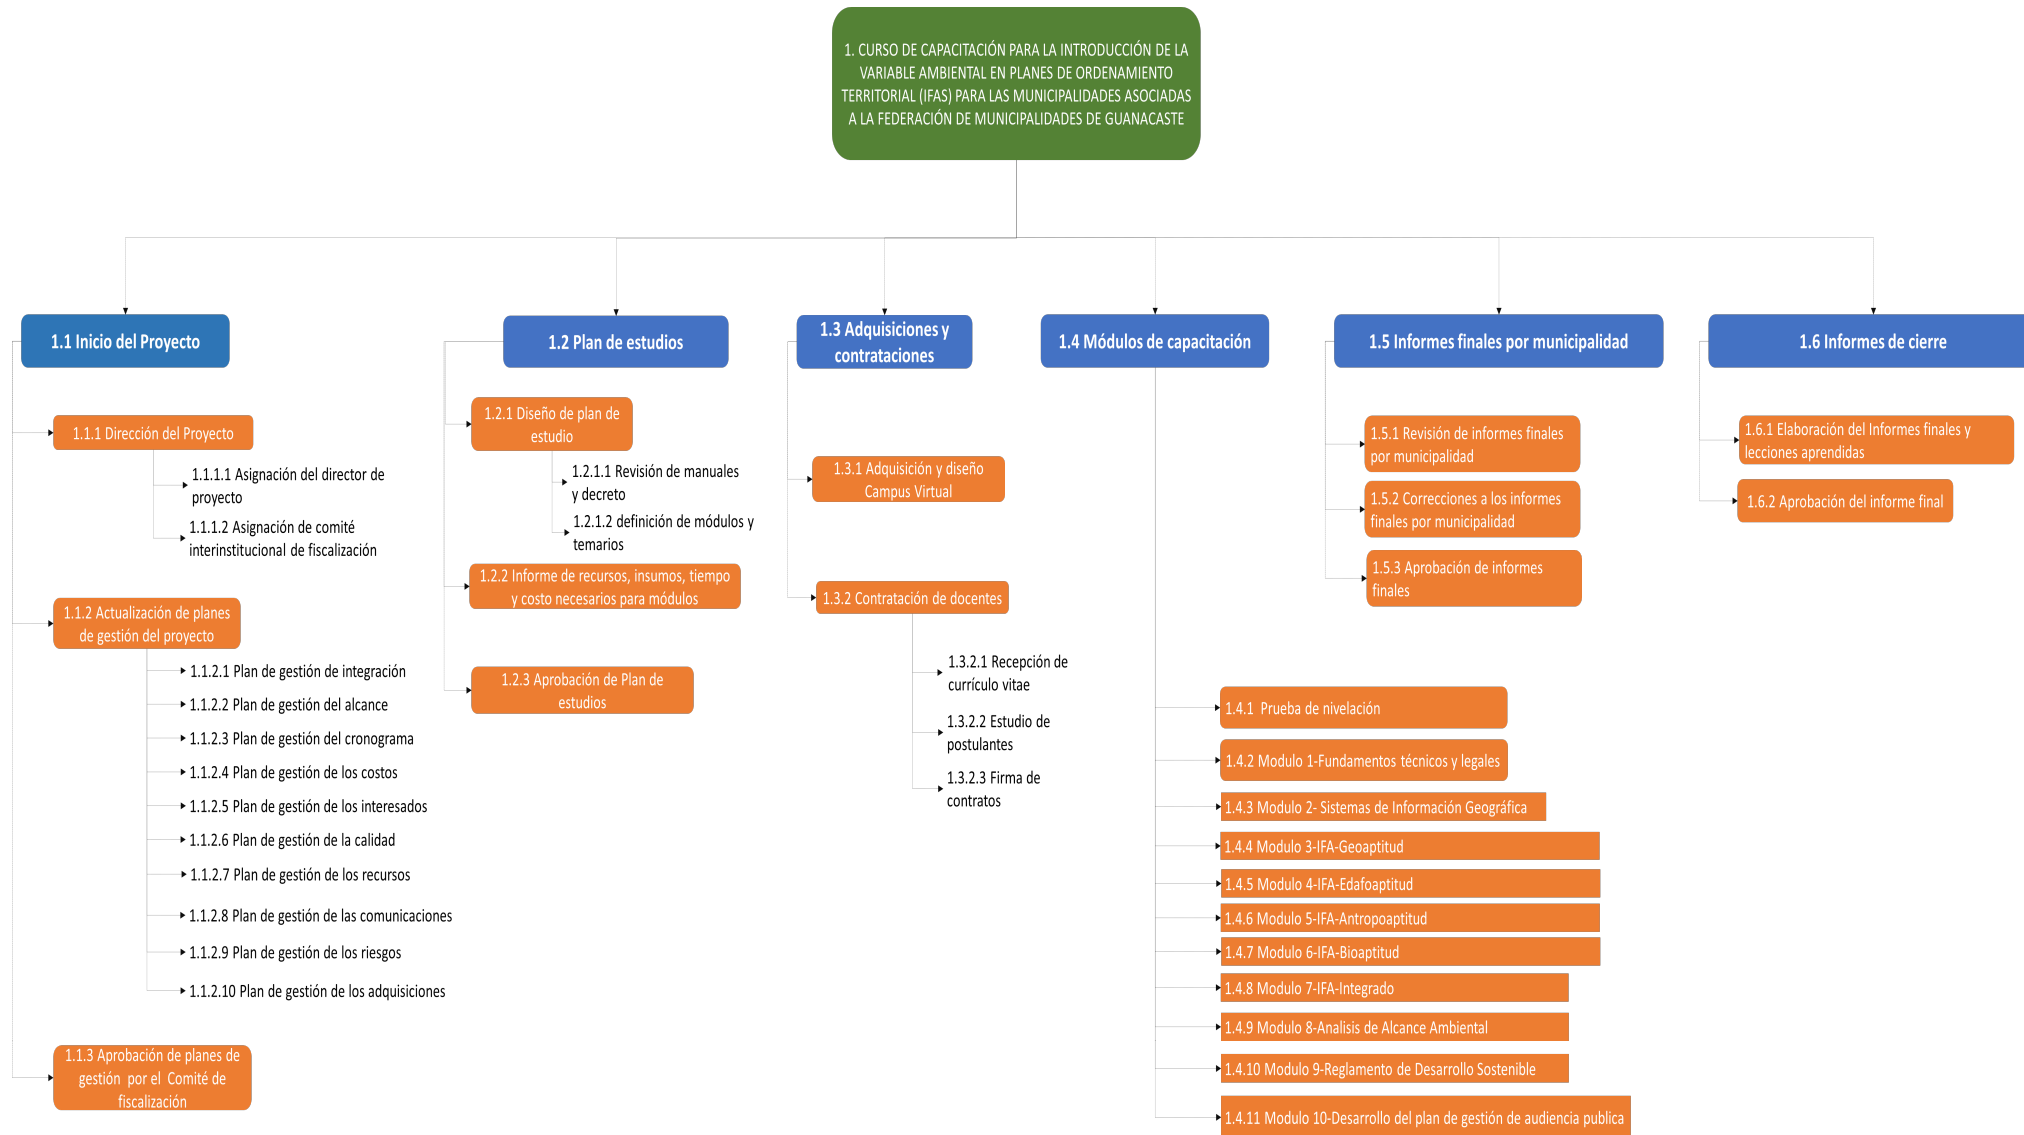 1. CURSO DE CAPACITACIÓN PARA LA INTRODUCCIÓN DE LA
VARIABLE AMBIENTAL EN PLANES DE ORDENAMIENTO
TERRITORIAL (IFAS) PARA LAS MUNICIPALIDADES ASOCIADAS
A LA FEDERACIÓN DE MUNICIPALIDADES DE GUANACASTE
1.1 Inicio del Proyecto
1.1.1 Dirección del Proyecto
1.1.1.1 Asignación del director de
proyecto
1.1.1.2 Asignación de comité
interinstitucional de fiscalización
1.1.2 Actualización de planes
de gestión del proyecto
1.1.2.1 Plan de gestión de integración
1.1.2.2 Plan de gestión del alcance
1.1.2.3 Plan de gestión del cronograma
1.1.2.4 Plan de gestión de los costos
1.1.2.5 Plan de gestión de los interesados
1.1.2.6 Plan de gestión de la calidad
1.1.2.7 Plan de gestión de los recursos
1.1.2.8 Plan de gestión de las comunicaciones
1.1.2.9 Plan de gestión de los riesgos
1.1.2.10 Plan de gestión de los adquisiciones
1.1.3 Aprobación de planes de
gestión por el Comité de
fiscalización
1.2 Plan de estudios
1.2.1 Diseño de plan de
estudio
1.2.1.1 Revisión de manuales
y decreto
1.2.1.2 definición de módulos y
temarios
1.2.2 Informe de recursos, insumos, tiempo
y costo necesarios para módulos
1.2.3 Aprobación de Plan de
estudios
1.3 Adquisiciones y
contrataciones
1.3.1 Adquisición y diseño
Campus Virtual
1.3.2 Contratación de docentes
1.3.2.1 Recepción de
currículo vitae
1.3.2.2 Estudio de
postulantes
1.3.2.3 Firma de
contratos
1.4 Módulos de capacitación
1.4.1 Prueba de nivelación
1.4.2 Modulo 1-Fundamentos técnicos y legales
1.4.3 Modulo 2- Sistemas de Información Geográfica
1.4.4 Modulo 3-IFA-Geoaptitud
1.4.5 Modulo 4-IFA-Edafoaptitud
1.4.6 Modulo 5-IFA-Antropoaptitud
1.4.7 Modulo 6-IFA-Bioaptitud
1.4.8 Modulo 7-IFA-Integrado
1.4.9 Modulo 8-Analisis de Alcance Ambiental
1.4.10 Modulo 9-Reglamento de Desarrollo Sostenible
1.4.11 Modulo 10-Desarrollo del plan de gestión de audiencia publica
1.5 Informes finales por municipalidad
1.5.1 Revisión de informes finales
por municipalidad
1.5.2 Correcciones a los informes
finales por municipalidad
1.5.3 Aprobación de informes
finales
1.6 Informes de cierre
1.6.1 Elaboración del Informes finales y
lecciones aprendidas
1.6.2 Aprobación del informe final